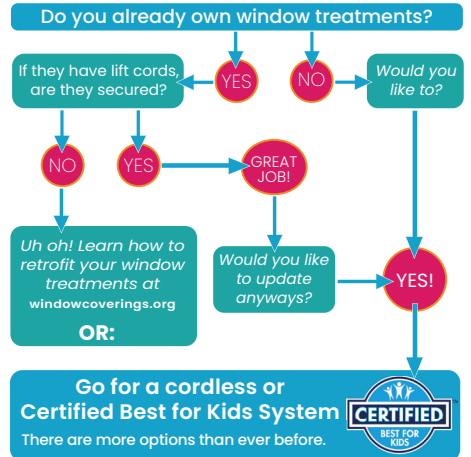 Do you already own window treatments?
If they have lift cords,
are they secured?
YES
NO
Would you
like to?
NO
YES
GREAT
JOB!
Uh oh! Learn how to
retrofit your window
treatments at
windowcoverings.org
OR:
Would you like
to update
anyways?
YES!
Go for a cordless or
Certified Best for Kids System
There are more options than ever before.
CERTIFIED
BEST FOR
KIDS
TM